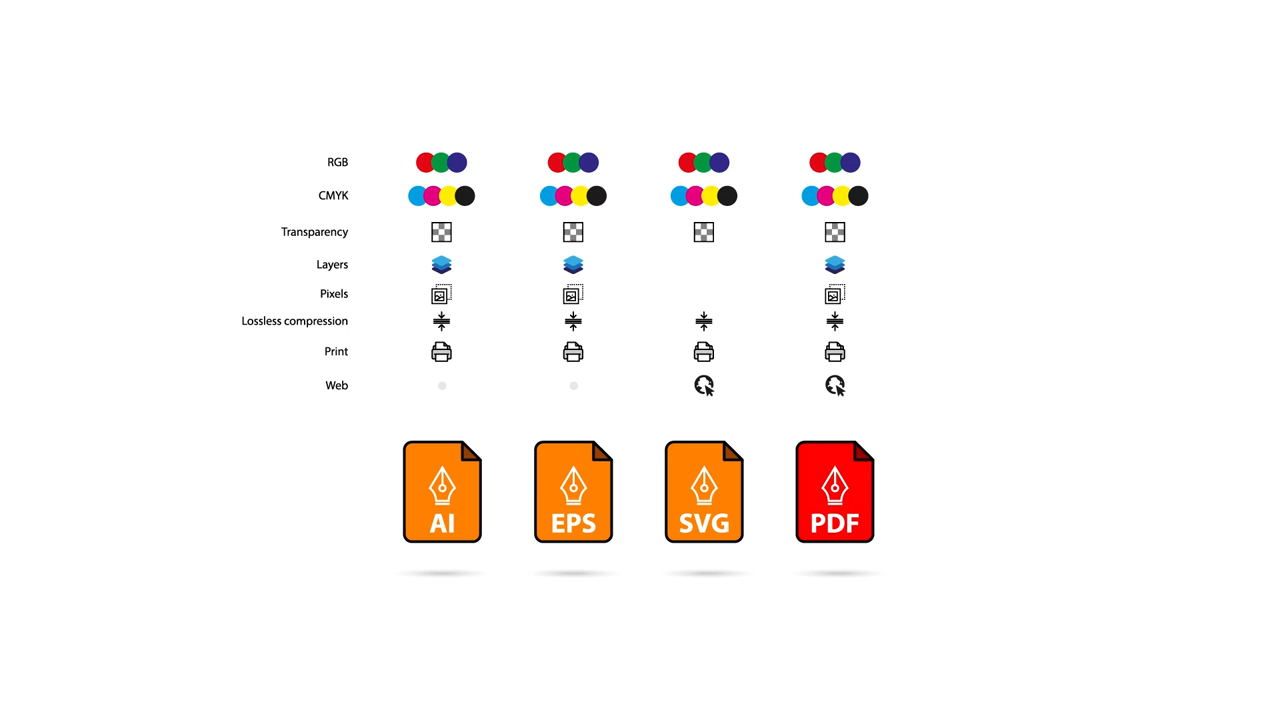 RGB
CMYK
Transparency
Layers
Pixels
Lossless compression
Print
Web
AI EPS SVG PDF